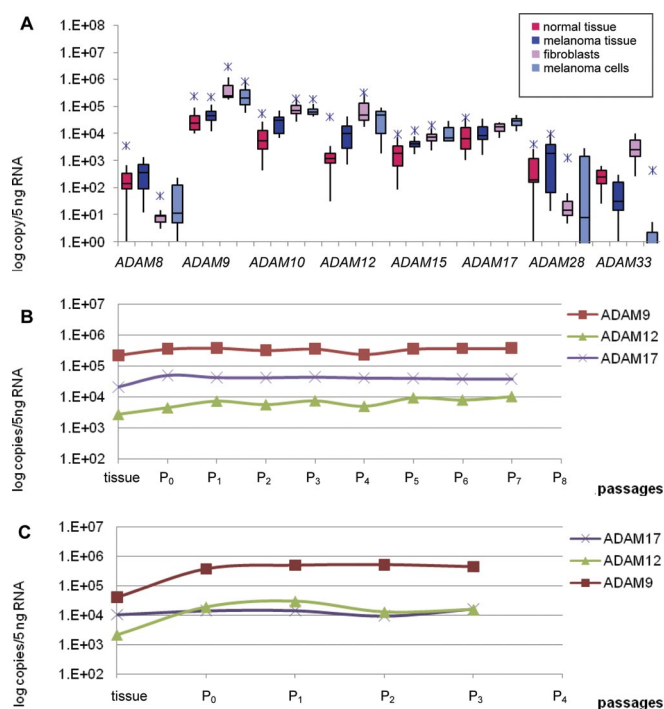 A
1.E+08
1.E+07
1.E+06
1.E+05
1.E+04
1.E+03
1.E+02
1.E+01
1.E+00
log copy/5 ng RNA
normal tissue
melanoma tissue
fibroblasts
melanoma cells
ADAM8 ADAM9 ADAM10 ADAM12 ADAM15 ADAM17 ADAM28 ADAM33
B
1.E+07
1.E+06
1.E+05
1.E+04
1.E+03
1.E+02
log copies/5ng RNA
ADAM9
ADAM12
ADAM17
tissue P0 P1 P2 P3 P4 P5 P6 P7 P8 passages
C
1.E+07
1.E+06
1.E+05
1.E+04
1.E+03
1.E+02
log copies/5ng RNA
ADAM17
ADAM12
ADAM9
tissue P0 P1 P2 P3 P4 passages